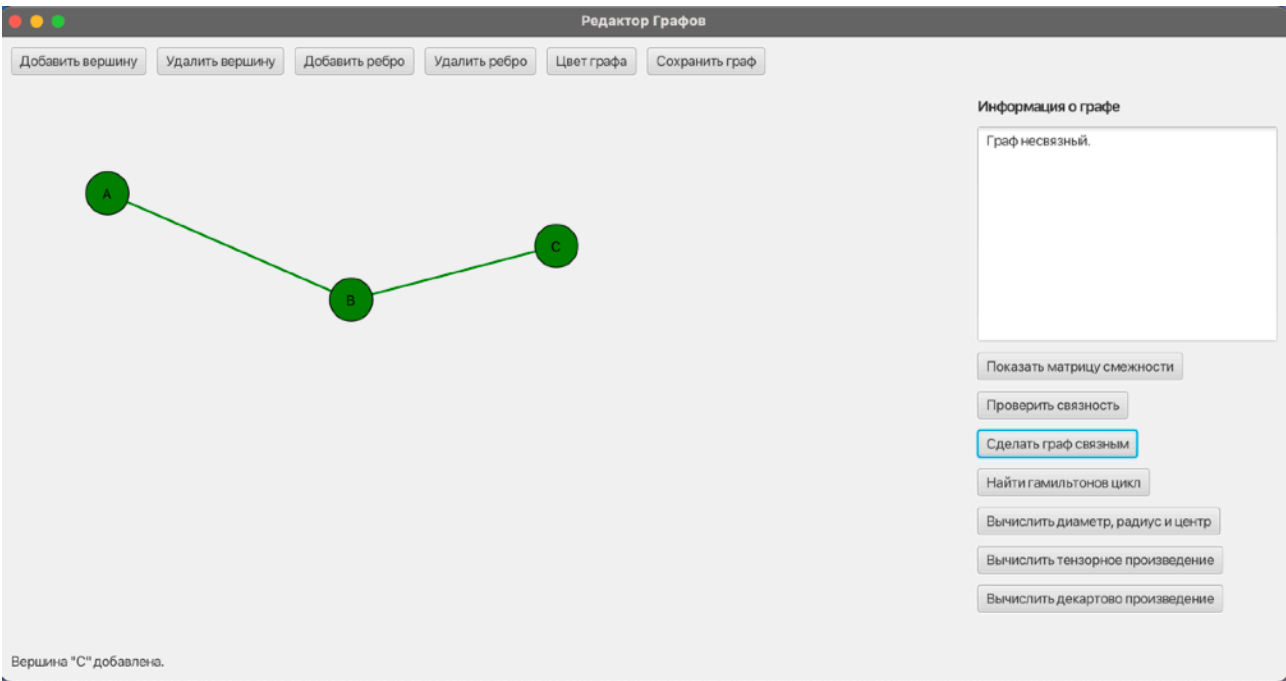 Редактор Графов
Добавить вершину Удалить вершину Добавить ребро Удалить ребро Цвет графа Сохранить граф
Информация о графе
Граф несвязный.
A
C
B
Показать матрицу смежности
Проверить связность
Сделать граф связным
Найти гамильтонов цикл
Вычислить диаметр, радиус и центр
Вычислить тензорное произведение
Вычислить декартово произведение
Вершина "C" добавлена.